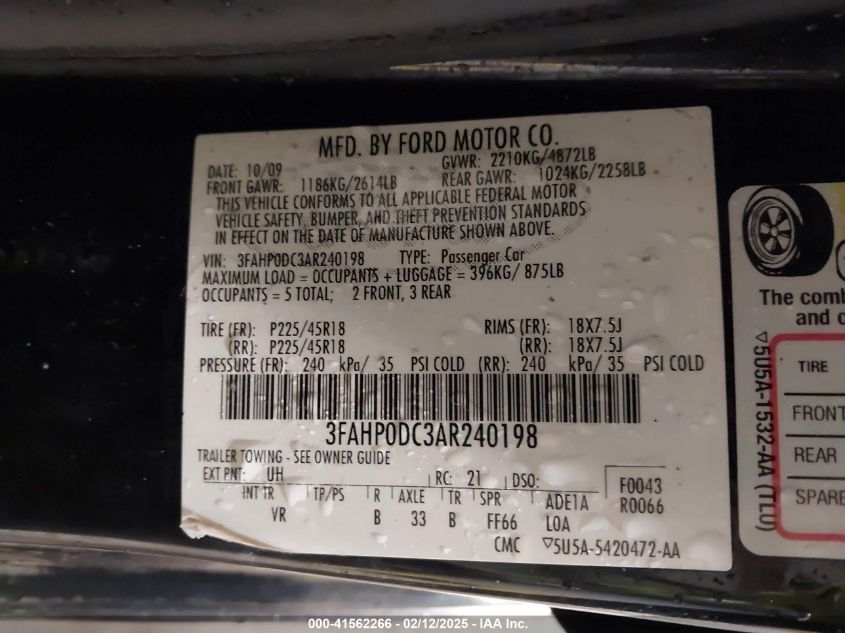 MFD. BY FORD MOTOR CO.
DATE: 10/09 GVWR: 2210KG/4872LB
FRONT GAWR: 1186KG/2614LB REAR GAWR: 1024KG/2258LB
THIS VEHICLE CONFORMS TO ALL APPLICABLE FEDERAL MOTOR
VEHICLE SAFETY, BUMPER, AND THEFT PREVENTION STANDARDS
IN EFFECT ON THE DATE OF MANUFACTURE SHOWN ABOVE.
VIN: 3FAHP0DC3AR240198 TYPE: Passenger Car
MAXIMUM LOAD = OCCUPANTS + LUGGAGE = 396KG/ 875LB
OCCUPANTS = 5 TOTAL; 2 FRONT, 3 REAR
TIRE (FR): P225/45R18 RIMS (FR): 18X7.5J
(RR): P225/45R18 (RR): 18X7.5J
PRESSURE (FR): 240 kPa/ 35 PSI COLD (RR): 240 kPa/ 35 PSI COLD
3FAHP0DC3AR240198
TRAILER TOWING - SEE OWNER GUIDE
EXT PNT: UH RC: 21 DSO: F0043
INT TR TP/PS R AXLE TR SPR ADE1A R0066
VR B 33 B FF66 LOA
CMC ▽5U5A-5420472-AA
The comb
and c
▽5U5A-1532-AA (TLU)
TIRE
FRONT
REAR
SPARE
000-41562266 - 02/12/2025 - IAA Inc.